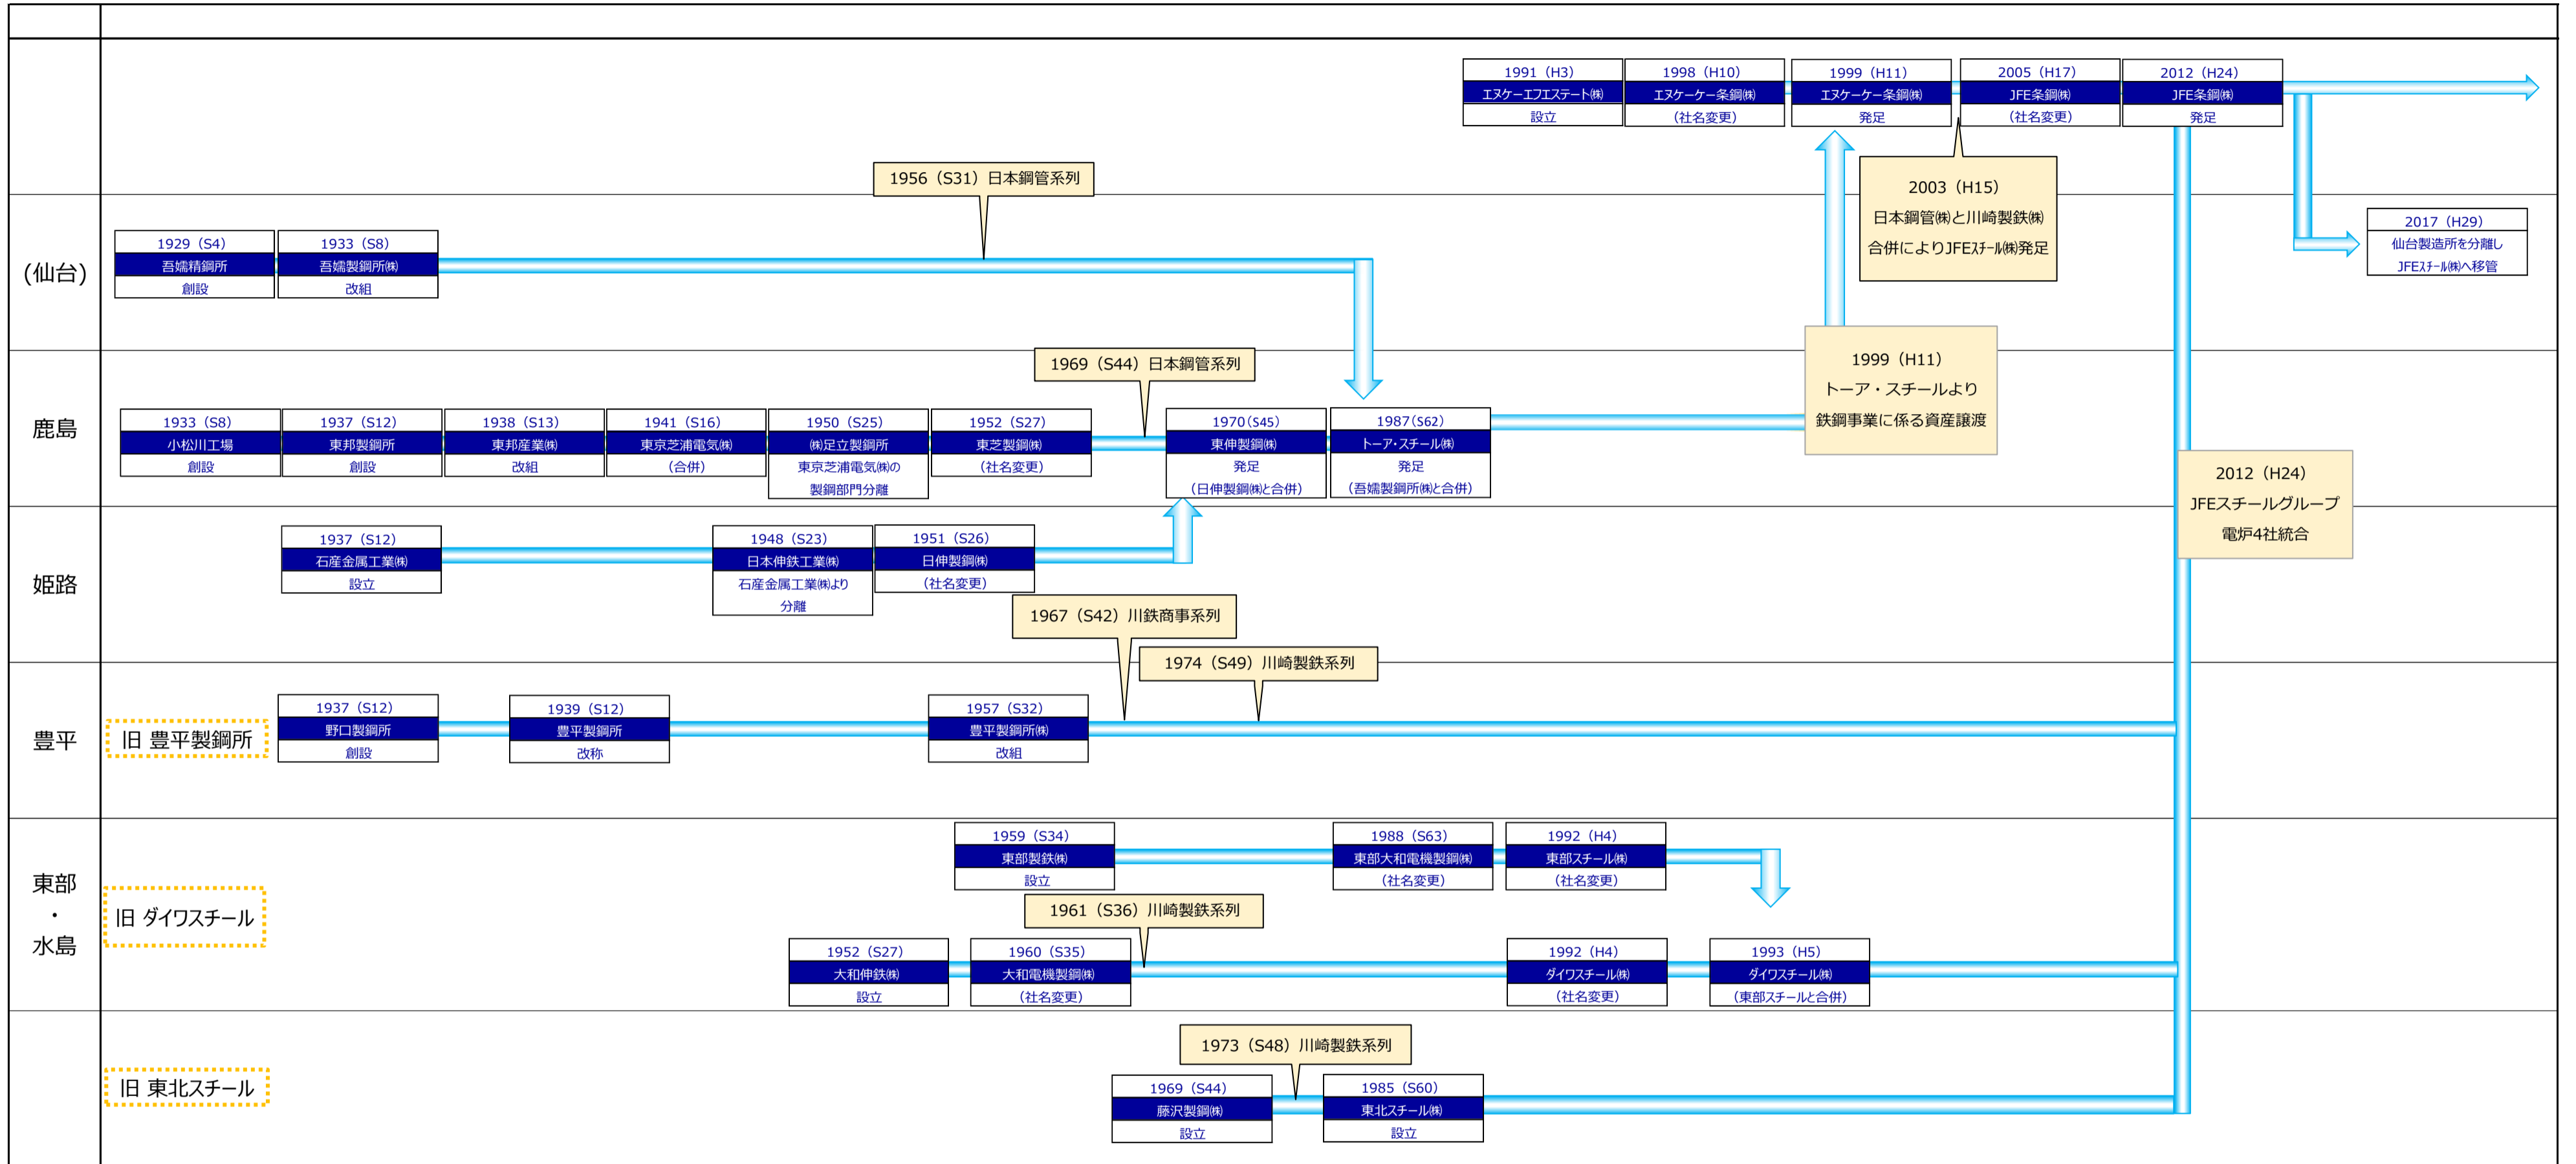 1991（H3）
エヌケーエフエステート㈱
設立
1998（H10）
エヌケーケー条鋼㈱
（社名変更）
1999（H11）
エヌケーケー条鋼㈱
発足
2005（H17）
JFE条鋼㈱
（社名変更）
2012（H24）
JFE条鋼㈱
発足
2003（H15）
日本鋼管㈱と川崎製鉄㈱
合併によりJFEｽﾁｰﾙ㈱発足
1956（S31）日本鋼管系列
(仙台)
1929（S4）
吾嬬精鋼所
創設
1933（S8）
吾嬬製鋼所㈱
改組
2017（H29）
仙台製造所を分離し
JFEｽﾁｰﾙ㈱へ移管
1969（S44）日本鋼管系列
1999（H11）
トーア・スチールより
鉄鋼事業に係る資産譲渡
鹿島
1933（S8）
小松川工場
創設
1937（S12）
東邦製鋼所
創設
1938（S13）
東邦産業㈱
改組
1941（S16）
東京芝浦電気㈱
（合併）
1950（S25）
㈱足立製鋼所
東京芝浦電気㈱の
製鋼部門分離
1952（S27）
東芝製鋼㈱
（社名変更）
1970（S45）
東伸製鋼㈱
発足
（日伸製鋼㈱と合併）
1987（S62）
トーア・スチール㈱
発足
（吾嬬製鋼所㈱と合併）
2012（H24）
JFEスチールグループ
電炉4社統合
姫路
1937（S12）
石産金属工業㈱
設立
1948（S23）
日本伸鉄工業㈱
石産金属工業㈱より
分離
1951（S26）
日伸製鋼㈱
（社名変更）
1967（S42）川鉄商事系列
1974（S49）川崎製鉄系列
豊平
旧 豊平製鋼所
1937（S12）
野口製鋼所
創設
1939（S12）
豊平製鋼所
改称
1957（S32）
豊平製鋼所㈱
改組
東部
・
水島
旧 ダイワスチール
1959（S34）
東部製鉄㈱
設立
1988（S63）
東部大和電機製鋼㈱
（社名変更）
1992（H4）
東部スチール㈱
（社名変更）
1961（S36）川崎製鉄系列
1952（S27）
大和伸鉄㈱
設立
1960（S35）
大和電機製鋼㈱
（社名変更）
1992（H4）
ダイワスチール㈱
（社名変更）
1993（H5）
ダイワスチール㈱
（東部スチールと合併）
旧 東北スチール
1973（S48）川崎製鉄系列
1969（S44）
藤沢製鋼㈱
設立
1985（S60）
東北スチール㈱
設立